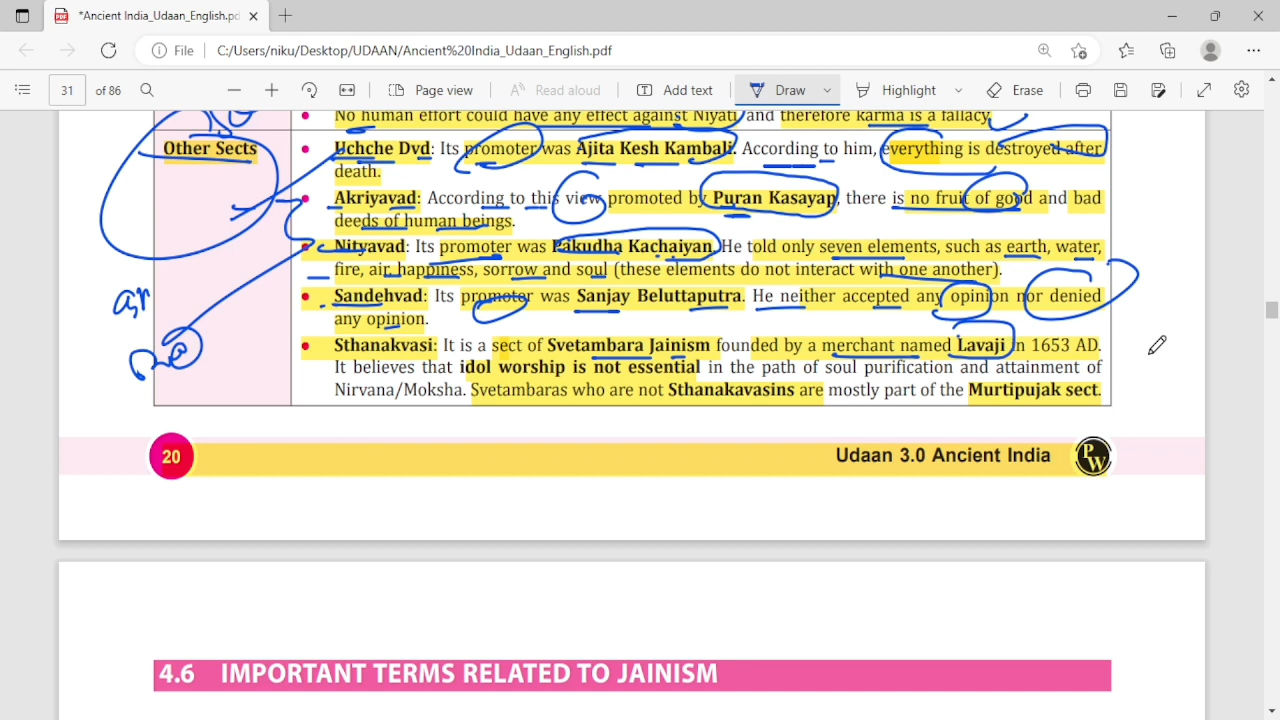 *Ancient India_Udaan_English.pd
File
C:/Users/niku/Desktop/UDAAN/Ancient%20India_Udaan_English.pdf
31 of 86
Page view
Read aloud
Add text
Draw
Highlight
Erase
No human effort could have any effect against Niyati and therefore karma is a fallacy
Other Sects
Uchche Dvd: Its promoter was Ajita Kesh Kambali. According to him, everything is destroyed after
death.
Akriyavad: According to this view promoted by Puran Kasayap, there is no fruit of good and bad
deeds of human beings.
Nityavad: Its promoter was Pakudha Kachaiyan. He told only seven elements, such as earth, water,
fire, air, happiness, sorrow and soul (these elements do not interact with one another).
Sandehvad: Its promoter was Sanjay Beluttaputra. He neither accepted any opinion nor denied
any opinion.
Sthanakvasi: It is a sect of Svetambara Jainism founded by a merchant named Lavaji in 1653 AD.
It believes that idol worship is not essential in the path of soul purification and attainment of
Nirvana/Moksha. Svetambaras who are not Sthanakavasins are mostly part of the Murtipujak sect.
20
Udaan 3.0 Ancient India
PW
4.6 IMPORTANT TERMS RELATED TO JAINISM